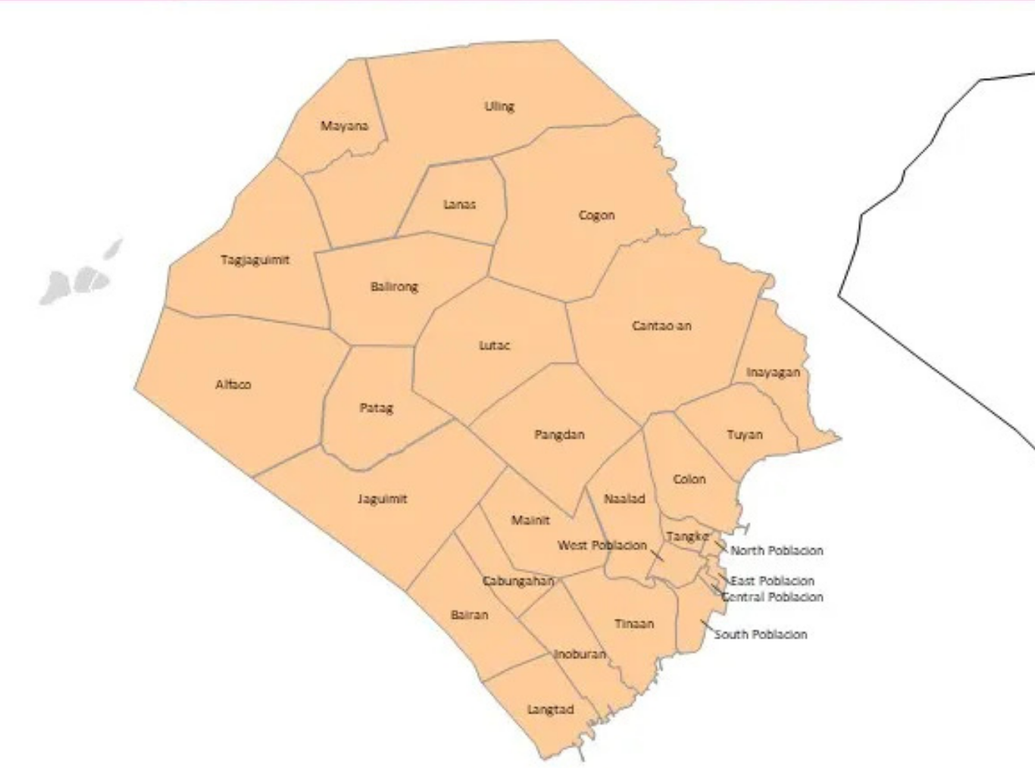 Uling
Mayana
Lanas
Cogon
Tagjaguimit
Balirong
Cantao-an
Lutac
Inayagan
Alfaco
Patag
Pangdan
Tuyan
Colon
Jaguimit
Naalad
Mainit
Tangke
West Poblacion
North Poblacion
Cabungahan
East Poblacion
Central Poblacion
Bairan
Tinaan
South Poblacion
Inoburan
Langtad